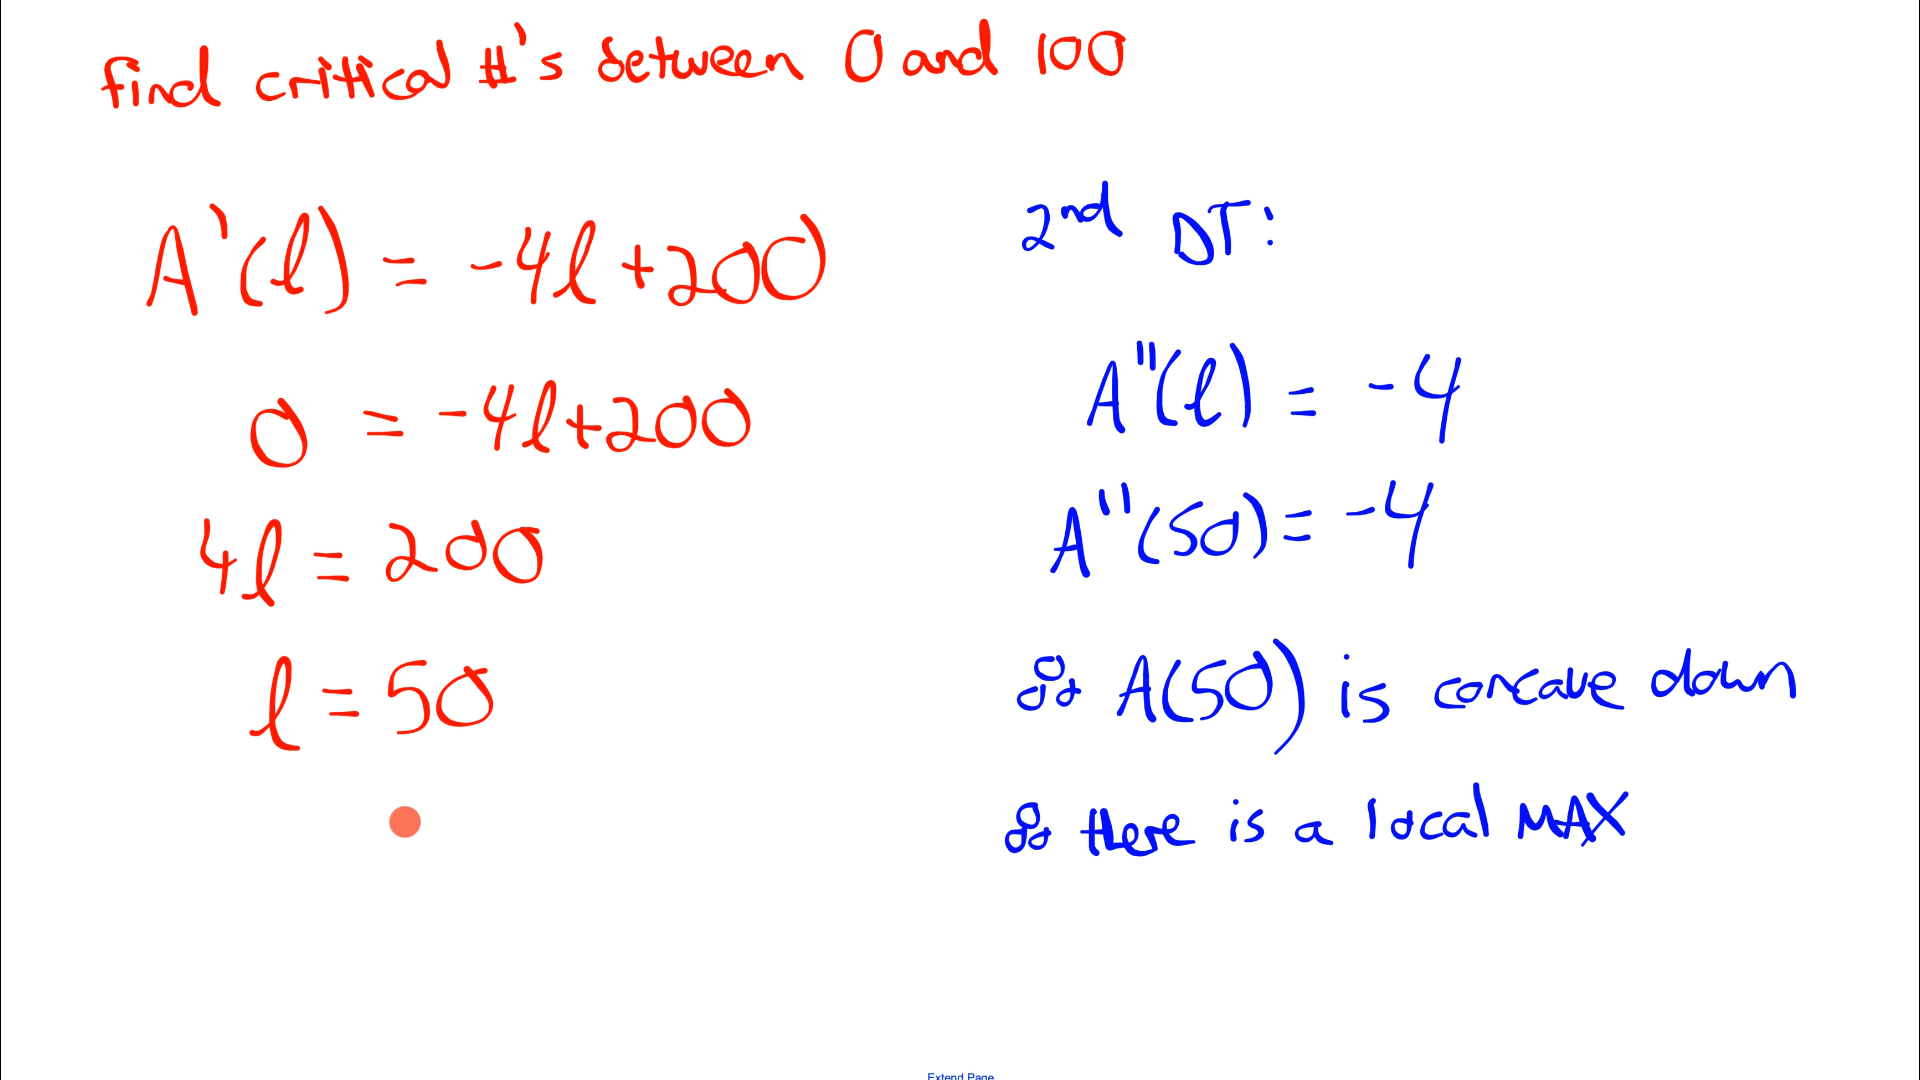 find critical #'s between 0 and 100
A'(l) = -4l+200
0 = -4l+200
4l = 200
l = 50
2nd DT:
A"(l) = -4
A"(50) = -4
∴ A(50) is concave down
∴ there is a local MAX
Extend Page